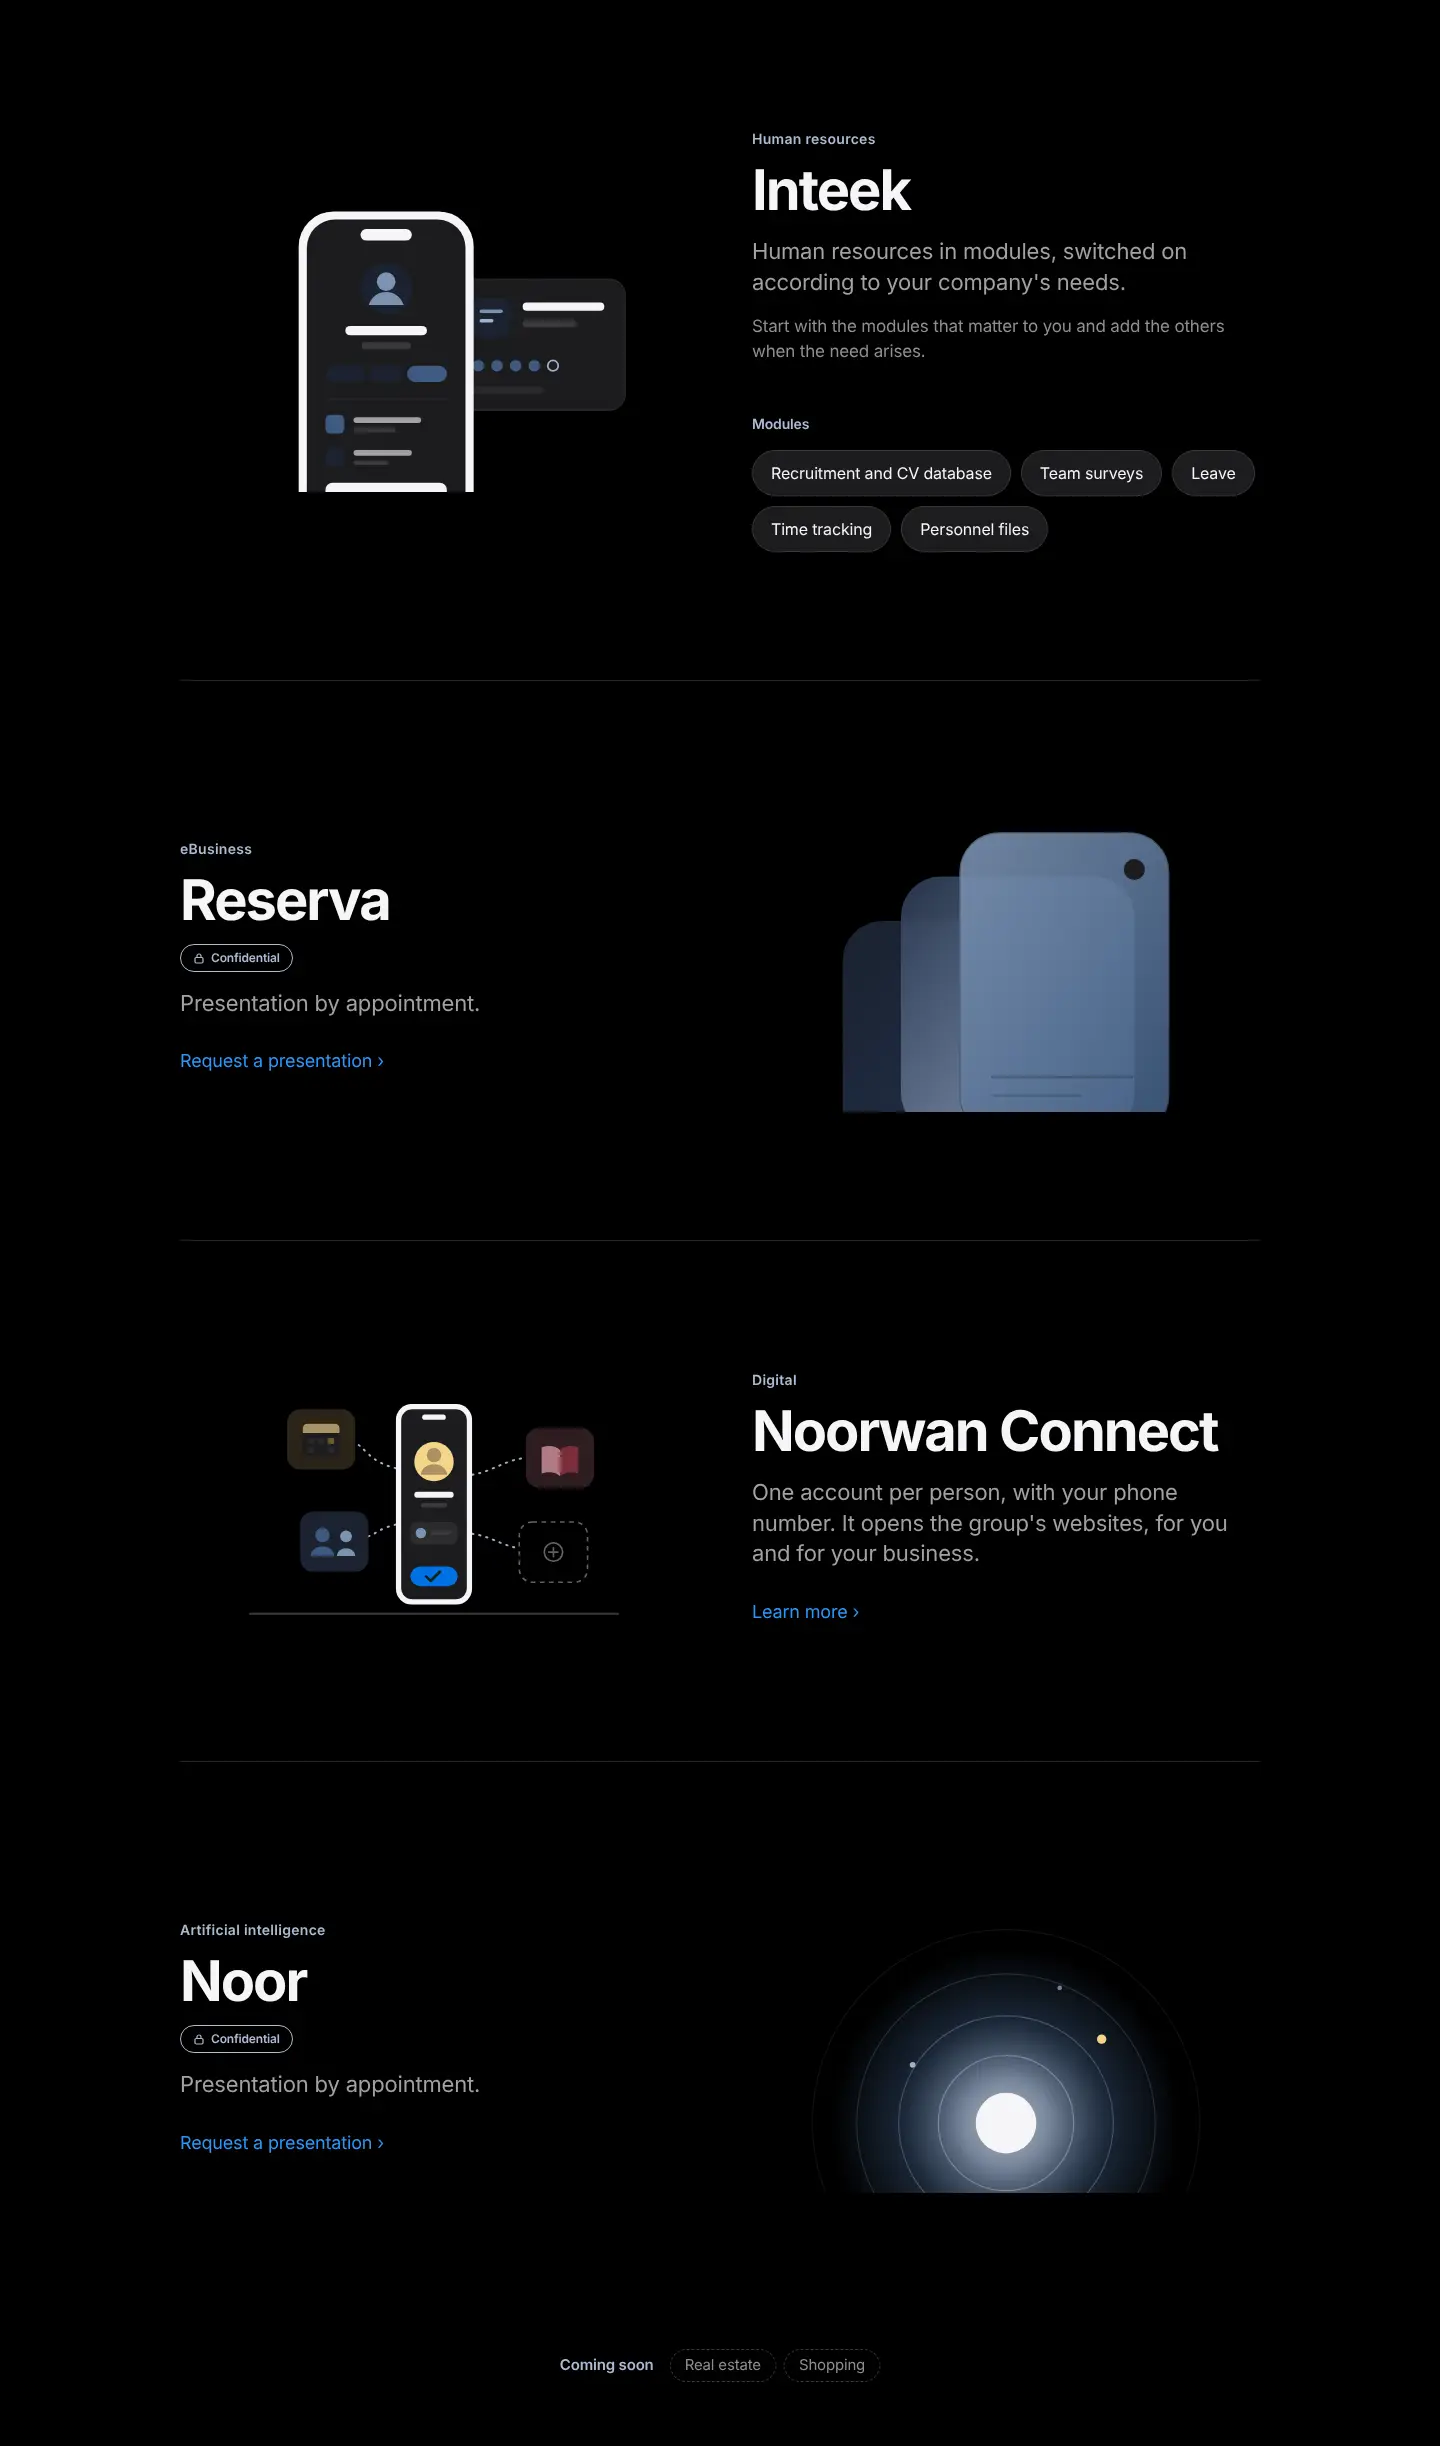 Human resources
Inteek
Human resources in modules, switched on
according to your company's needs.
Start with the modules that matter to you and add the others
when the need arises.
Modules
Recruitment and CV database
Team surveys
Leave
Time tracking
Personnel files
eBusiness
Reserva
Confidential
Presentation by appointment.
Request a presentation ›
Digital
Noorwan Connect
One account per person, with your phone
number. It opens the group's websites, for you
and for your business.
Learn more ›
Artificial intelligence
Noor
Confidential
Presentation by appointment.
Request a presentation ›
Coming soon
Real estate
Shopping